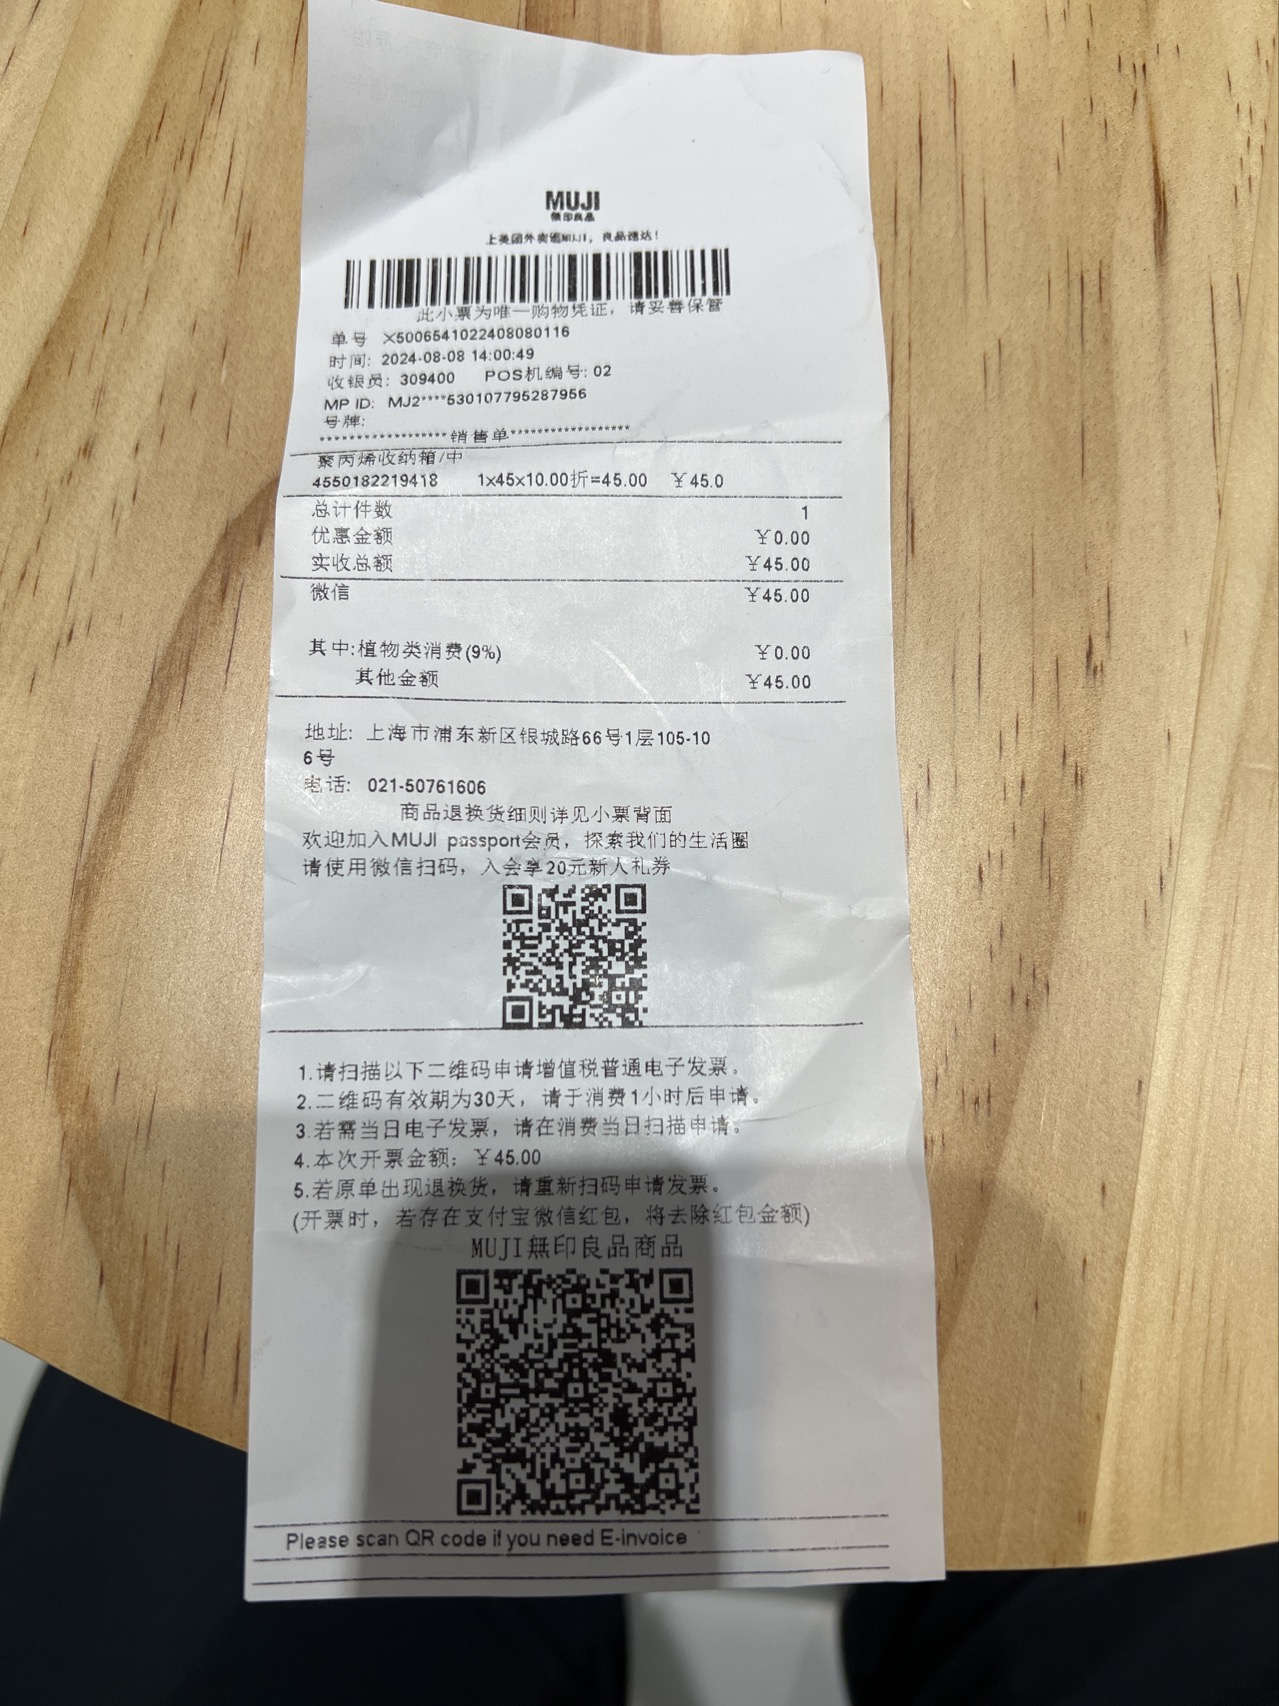 MUJI
無印良品
上美团外卖逛MUJI，良品速达！
此小票为唯一购物凭证，请妥善保管
单号 X5006541022408080116
时间: 2024-08-08 14:00:49
收银员: 309400 POS机编号: 02
MP ID: MJ2****530107795287956
号牌:
******************销售单******************
聚丙烯收纳箱/中
4550182219418 1x45x10.00折=45.00 ￥45.0
总计件数 1
优惠金额 ￥0.00
实收总额 ￥45.00
微信 ￥45.00
其中:植物类消费(9%) ￥0.00
其他金额 ￥45.00
地址: 上海市浦东新区银城路66号1层105-10
6号
电话: 021-50761606
商品退换货细则详见小票背面
欢迎加入MUJI passport会员，探索我们的生活圈
请使用微信扫码，入会享20元新人礼券
1.请扫描以下二维码申请增值税普通电子发票。
2.二维码有效期为30天，请于消费1小时后申请。
3.若需当日电子发票，请在消费当日扫描申请。
4.本次开票金额：￥45.00
5.若原单出现退换货，请重新扫码申请发票。
(开票时，若存在支付宝微信红包，将去除红包金额)
MUJI無印良品商品
Please scan QR code if you need E-invoice